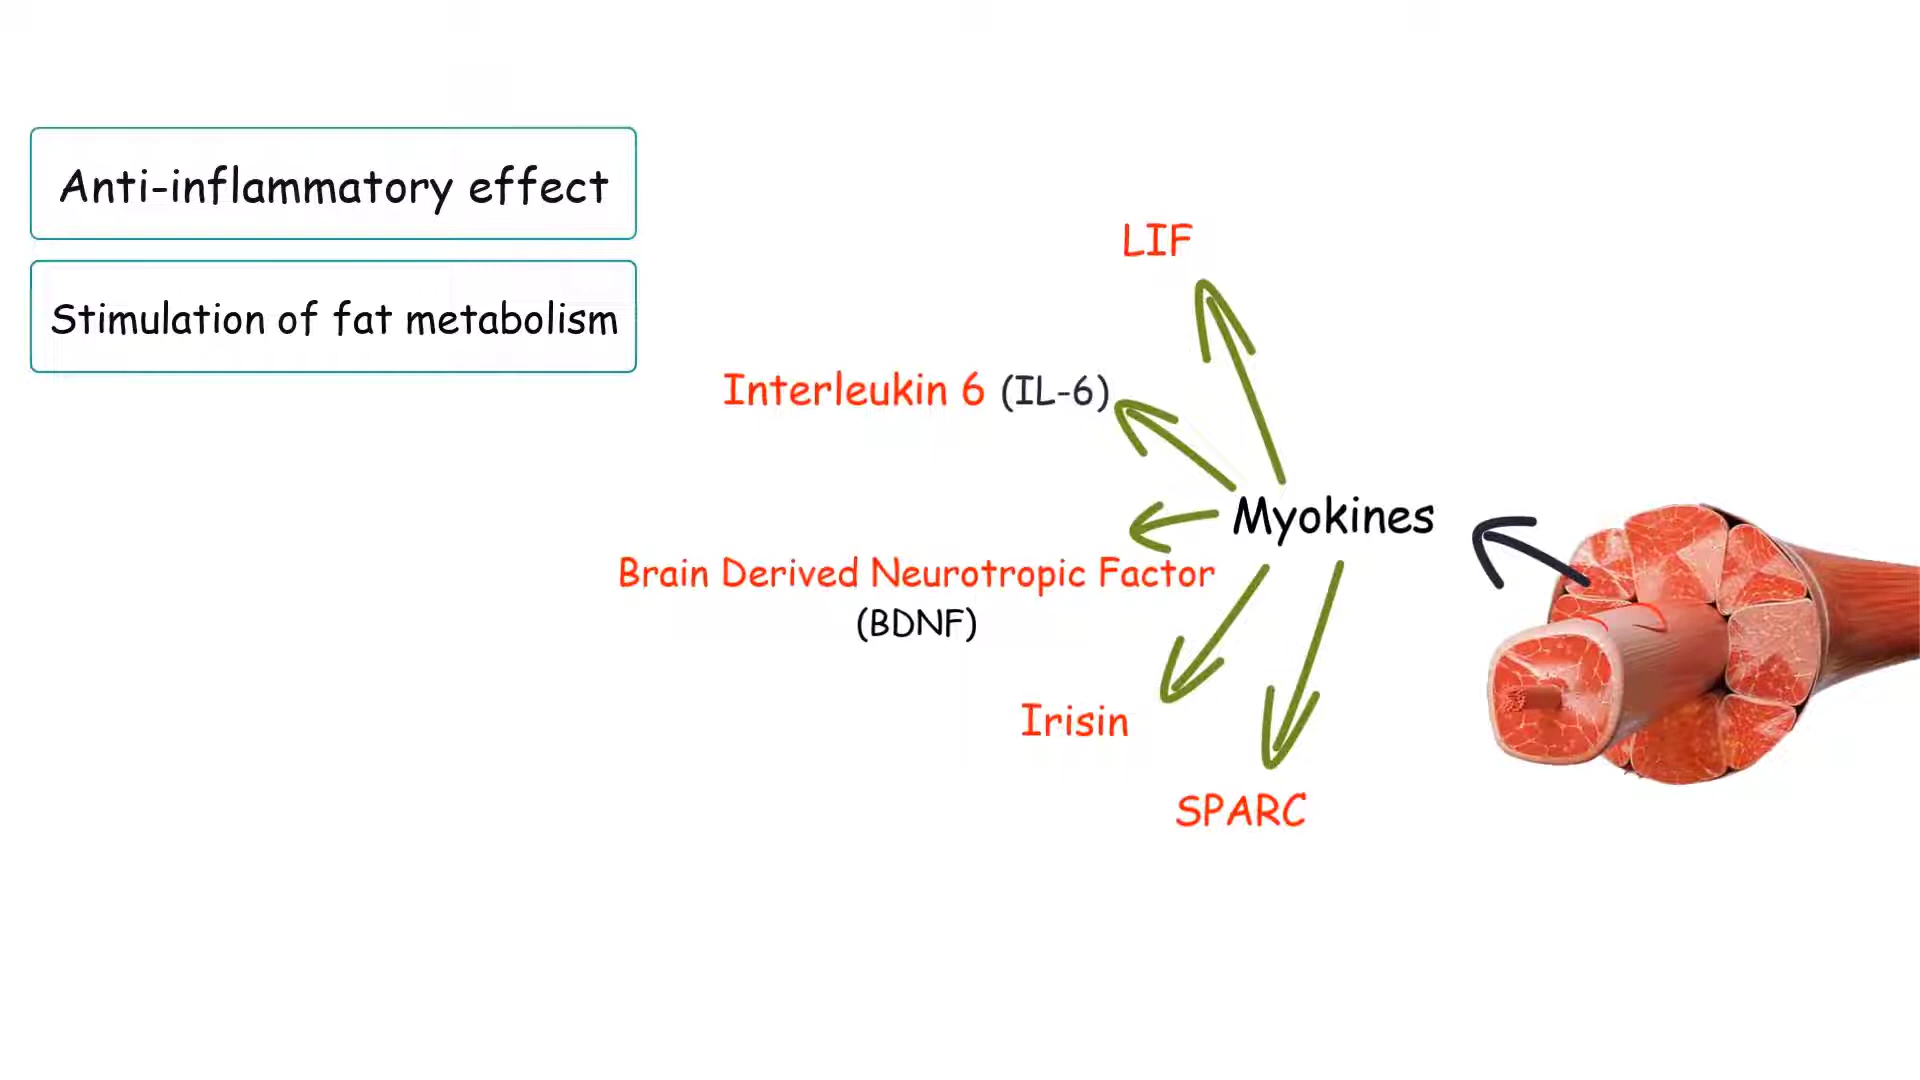 Anti-inflammatory effect
Stimulation of fat metabolism
LIF
Interleukin 6 (IL-6)
Myokines
Brain Derived Neurotropic Factor
(BDNF)
Irisin
SPARC